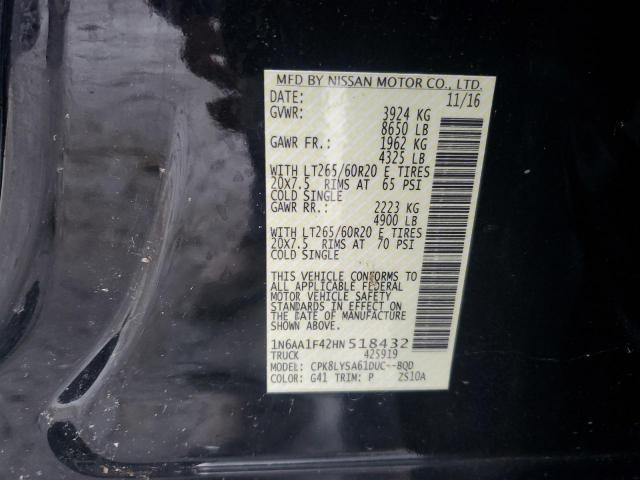 MFD BY NISSAN MOTOR CO., LTD.
DATE: 11/16
GVWR: 3924 KG
8650 LB
GAWR FR.: 1962 KG
4325 LB
WITH LT265/60R20 E TIRES
20X7.5 RIMS AT 65 PSI
COLD SINGLE
GAWR RR.: 2223 KG
4900 LB
WITH LT265/60R20 E TIRES
20X7.5 RIMS AT 70 PSI
COLD SINGLE
THIS VEHICLE CONFORMS TO
ALL APPLICABLE FEDERAL
MOTOR VEHICLE SAFETY
STANDARDS IN EFFECT ON
THE DATE OF MANUFACTURE
SHOWN ABOVE.
1N6AA1F42HN518432
TRUCK 425919
MODEL: CPK8LYSA61DUC--BQD
COLOR: G41 TRIM: P ZS10A